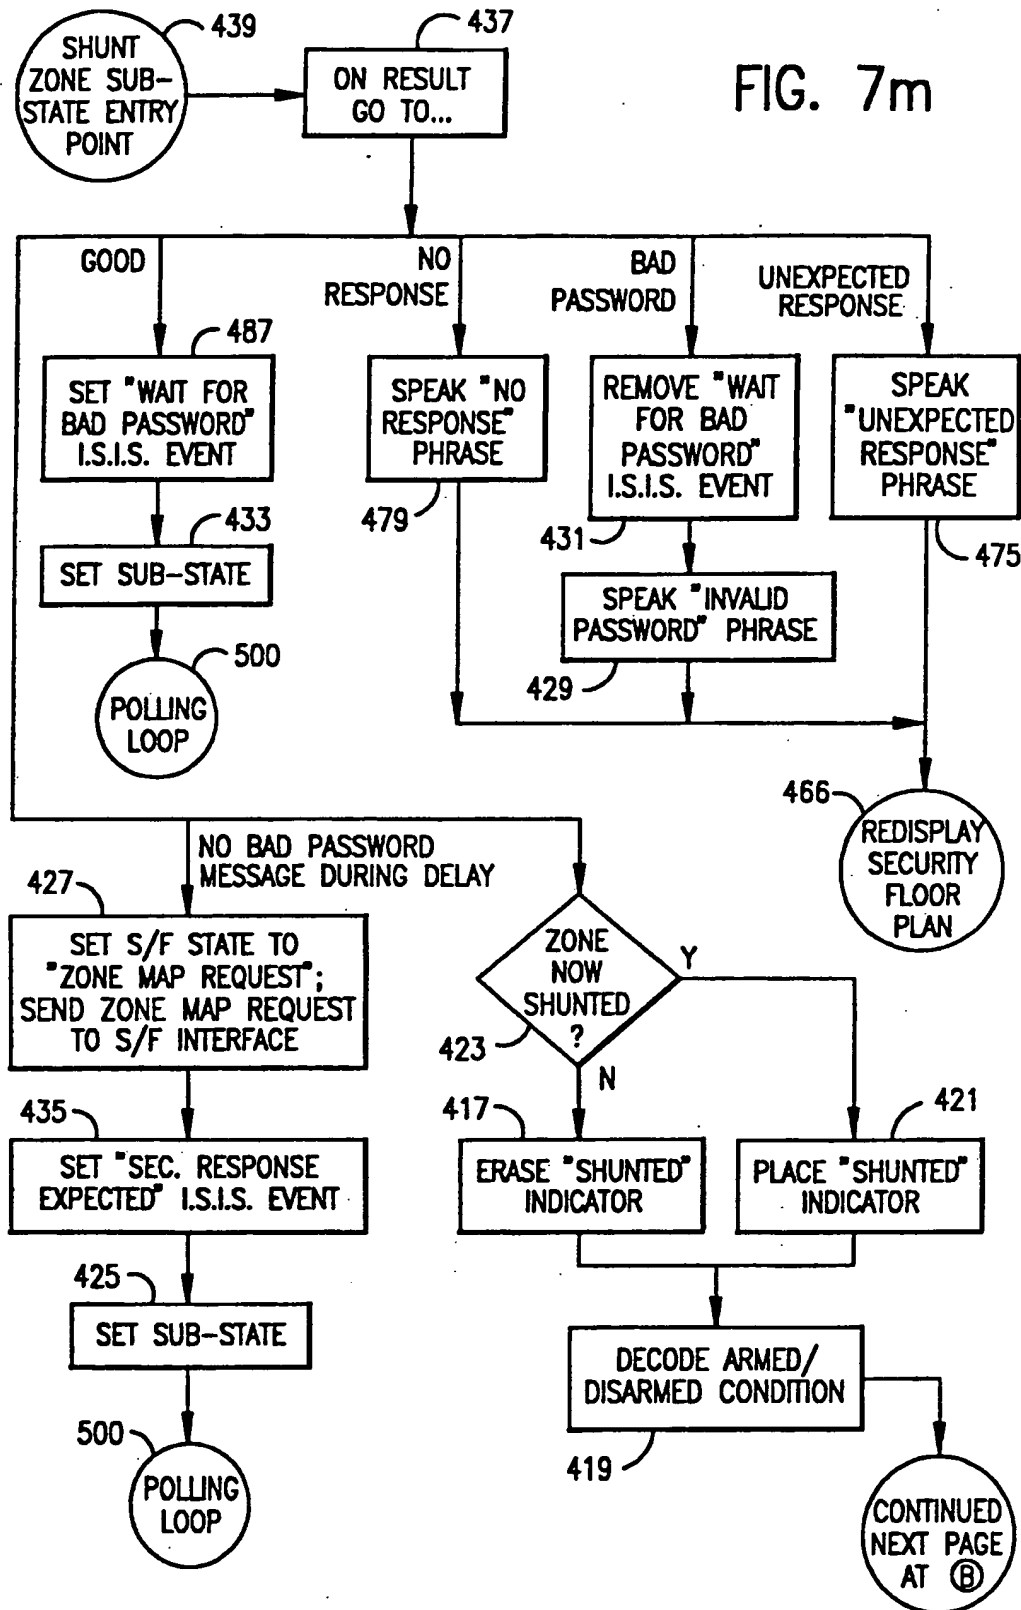 439
SHUNT
ZONE SUB-
STATE ENTRY
POINT
437
ON RESULT
GO TO...
FIG. 7m
GOOD
NO
RESPONSE
BAD
PASSWORD
UNEXPECTED
RESPONSE
487
SET "WAIT FOR
BAD PASSWORD"
I.S.I.S. EVENT
SPEAK "NO
RESPONSE"
PHRASE
479
REMOVE "WAIT
FOR BAD
PASSWORD"
I.S.I.S. EVENT
431
SPEAK
"UNEXPECTED
RESPONSE"
PHRASE
475
433
SET SUB-STATE
SPEAK "INVALID
PASSWORD" PHRASE
429
500
POLLING
LOOP
466
REDISPLAY
SECURITY
FLOOR
PLAN
NO BAD PASSWORD
MESSAGE DURING DELAY
427
SET S/F STATE TO
"ZONE MAP REQUEST";
SEND ZONE MAP REQUEST
TO S/F INTERFACE
ZONE
NOW
SHUNTED
?
423
Y
N
435
SET "SEC. RESPONSE
EXPECTED" I.S.I.S. EVENT
417
ERASE "SHUNTED"
INDICATOR
421
PLACE "SHUNTED"
INDICATOR
425
SET SUB-STATE
DECODE ARMED/
DISARMED CONDITION
419
500
POLLING
LOOP
CONTINUED
NEXT PAGE
AT Ⓑ